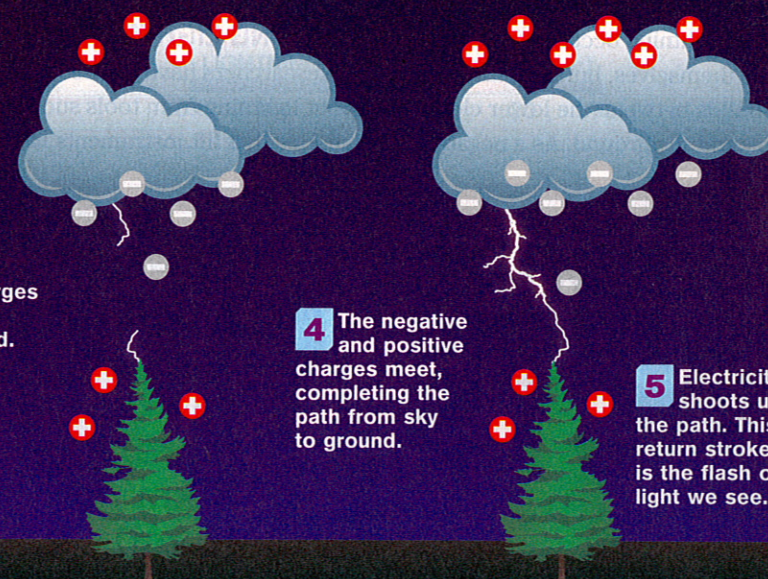 rges
d.
4 The negative
and positive
charges meet,
completing the
path from sky
to ground.
5 Electricit
shoots u
the path. This
return stroke
is the flash o
light we see.